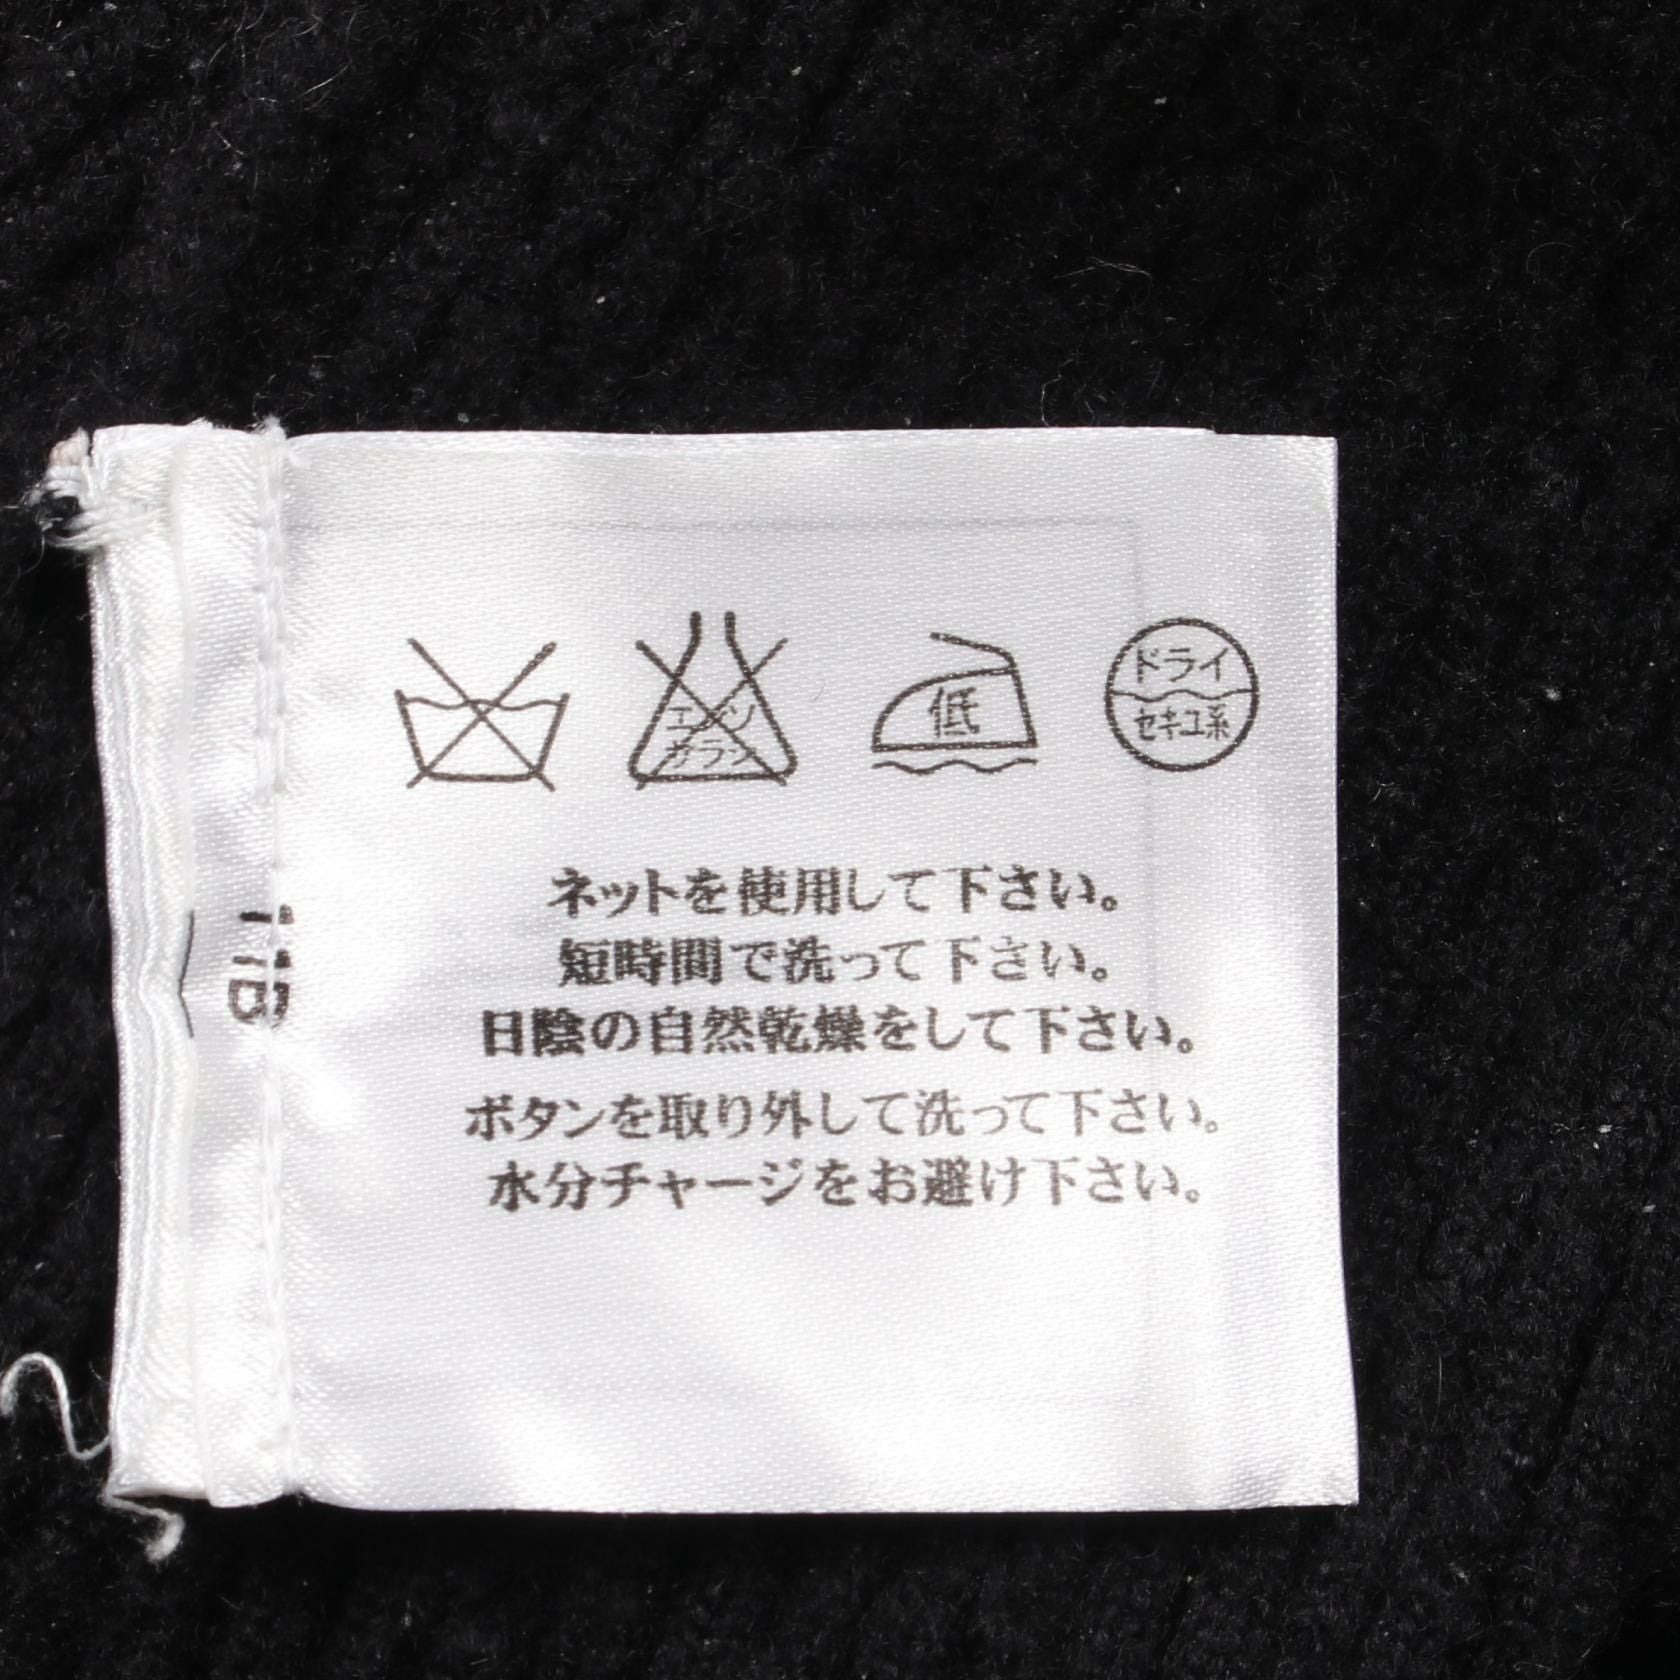 エンソ
サラシ
低
ドライ
セキユ系
ネットを使用して下さい。
短時間で洗って下さい。
日陰の自然乾燥をして下さい。
ボタンを取り外して洗って下さい。
水分チャージをお避け下さい。